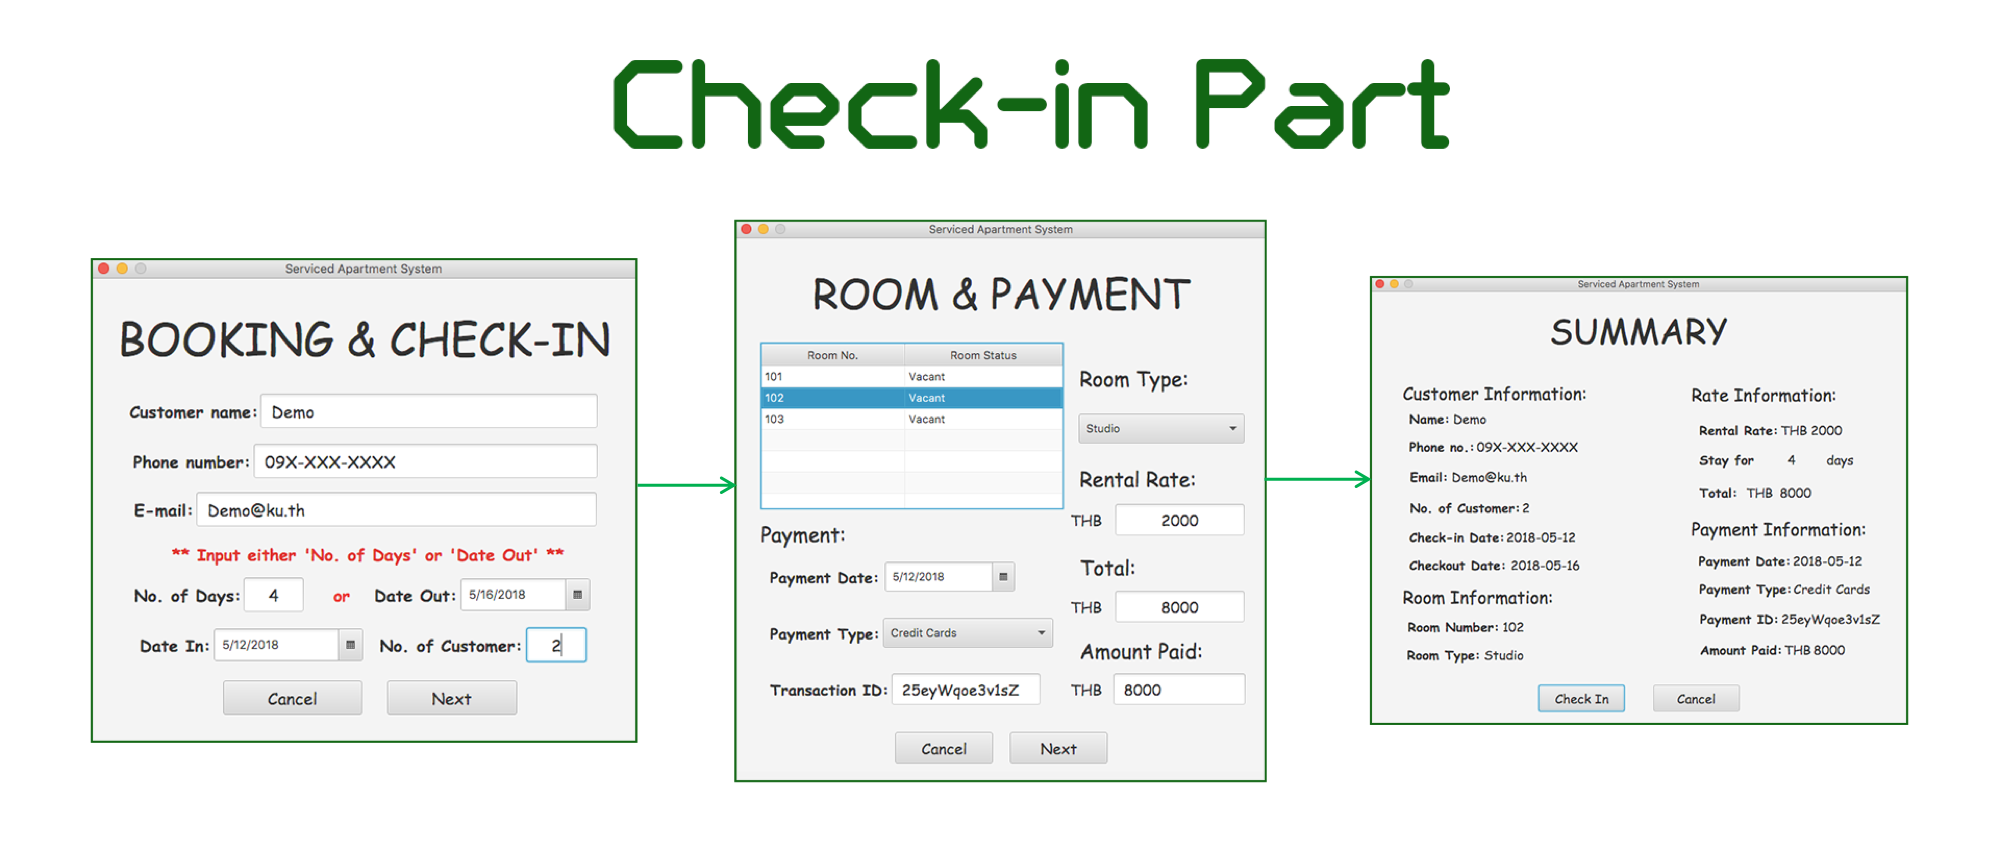 Check-in Part
Serviced Apartment System
BOOKING & CHECK-IN
Customer name: Demo
Phone number: 09X-XXX-XXXX
E-mail: Demo@ku.th
** Input either 'No. of Days' or 'Date Out' **
No. of Days: 4 or Date Out: 5/16/2018
Date In: 5/12/2018 No. of Customer: 2
Cancel Next
Serviced Apartment System
ROOM & PAYMENT
Room No. Room Status
101 Vacant
102 Vacant
103 Vacant
Room Type:
Studio
Rental Rate:
THB 2000
Payment:
Payment Date: 5/12/2018
Total:
THB 8000
Payment Type: Credit Cards
Amount Paid:
Transaction ID: 25eyWqoe3v1sZ
THB 8000
Cancel Next
Serviced Apartment System
SUMMARY
Customer Information:
Name: Demo
Phone no.: 09X-XXX-XXXX
Email: Demo@ku.th
No. of Customer: 2
Check-in Date: 2018-05-12
Checkout Date: 2018-05-16
Room Information:
Room Number: 102
Room Type: Studio
Rate Information:
Rental Rate: THB 2000
Stay for 4 days
Total: THB 8000
Payment Information:
Payment Date: 2018-05-12
Payment Type: Credit Cards
Payment ID: 25eyWqoe3v1sZ
Amount Paid: THB 8000
Check In Cancel